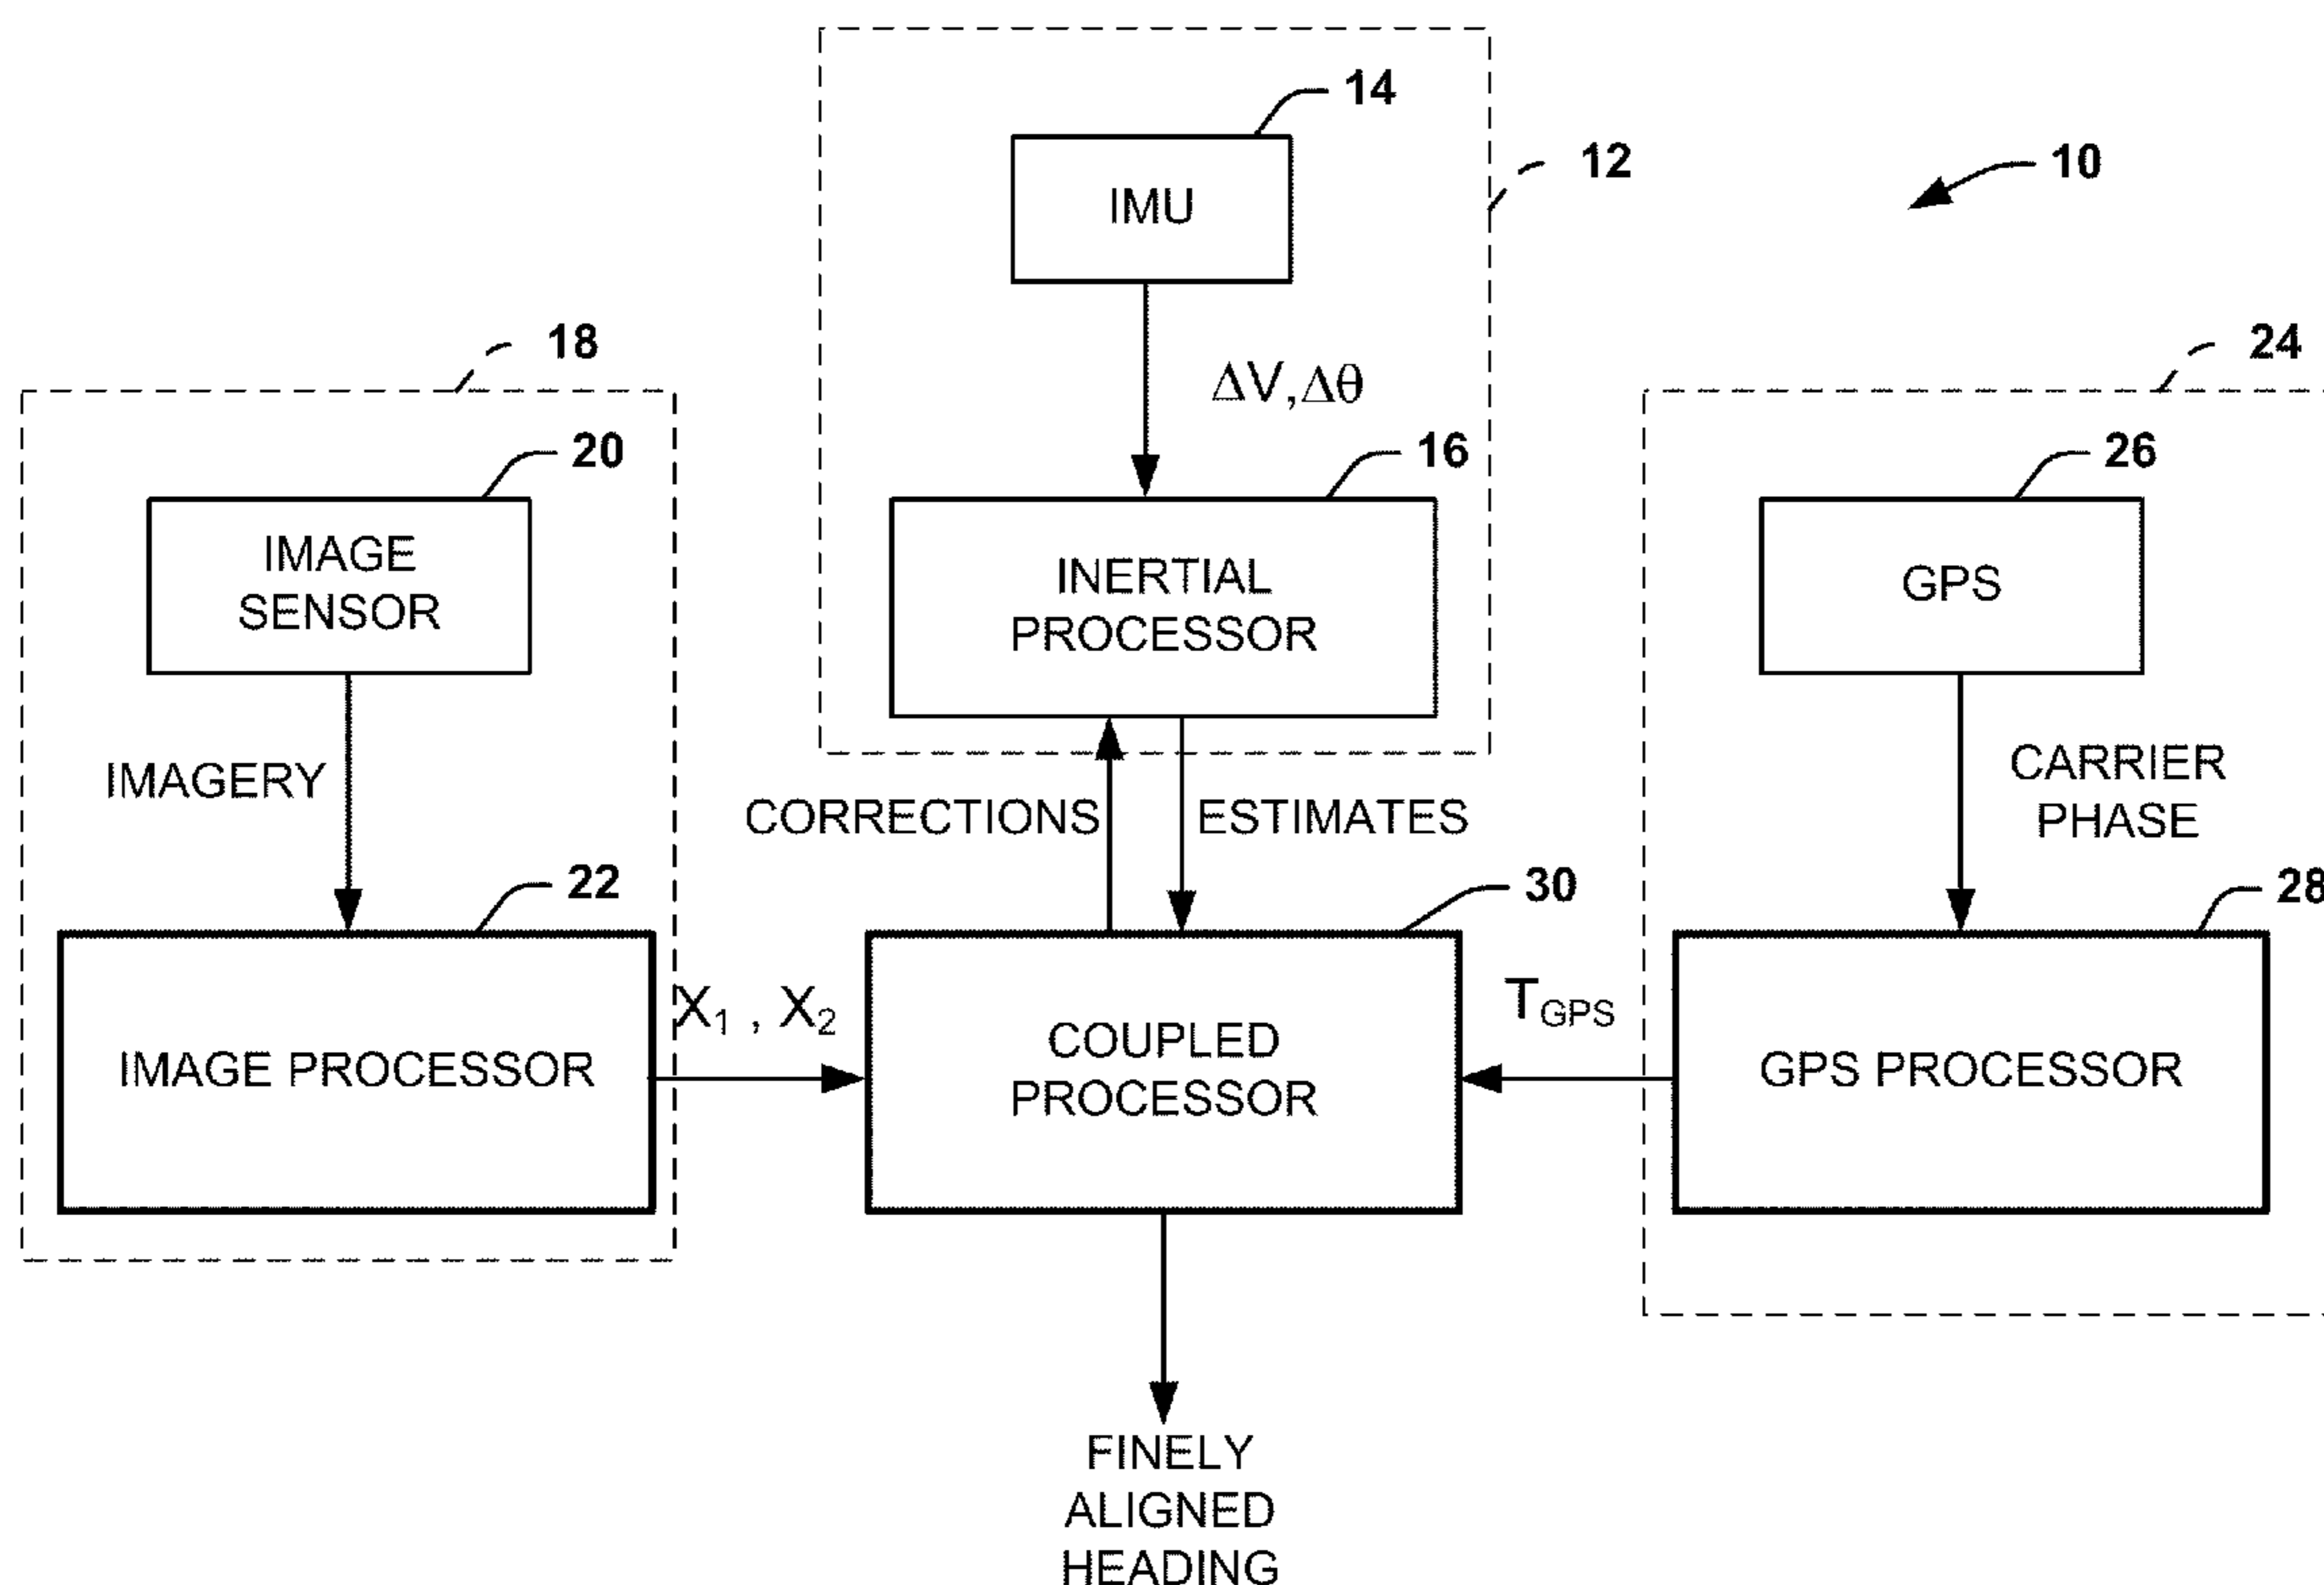 14
IMU
12
10
ΔV,Δθ
18
24
20
IMAGE
SENSOR
16
INERTIAL
PROCESSOR
26
GPS
IMAGERY
CORRECTIONS
ESTIMATES
CARRIER
PHASE
22
IMAGE PROCESSOR
X₁ , X₂
30
COUPLED
PROCESSOR
T_GPS
28
GPS PROCESSOR
FINELY
ALIGNED
HEADING